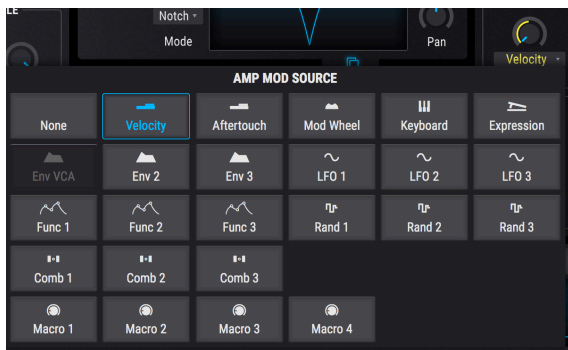 LE
Notch
Mode
Pan
Velocity
AMP MOD SOURCE
None Velocity Aftertouch Mod Wheel Keyboard Expression
Env VCA Env 2 Env 3 LFO 1 LFO 2 LFO 3
Func 1 Func 2 Func 3 Rand 1 Rand 2 Rand 3
Comb 1 Comb 2 Comb 3
Macro 1 Macro 2 Macro 3 Macro 4